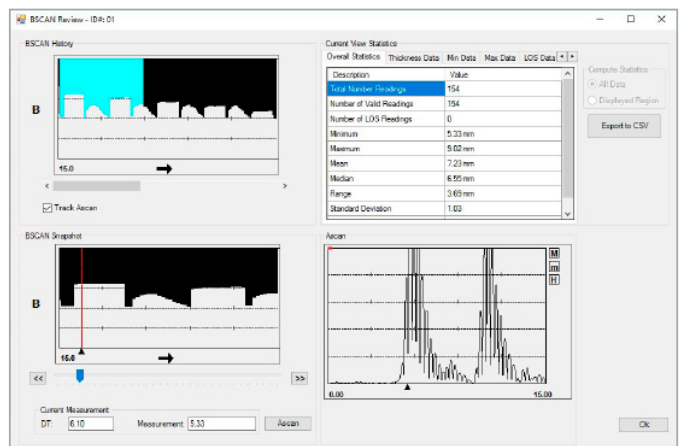 BSCAN Review - ID#: 01
BSCAN History
B
15.0
Track Ascan
Current View Statistics
Overall Statistics Thickness Data Min Data Max Data LOS Data
Description Value
Total Number Readings 154
Number of Valid Readings 154
Number of LOS Readings 0
Minimum 5.33 mm
Maximum 9.02 mm
Mean 7.23 mm
Median 6.55 mm
Range 3.69 mm
Standard Deviation 1.03
Compute Statistics
All Data
Displayed Region
Export to CSV
BSCAN Snapshot
B
15.0
<< >>
Current Measurement
DT: 6.10 Measurement: 5.33 Ascan
Ascan
M
m
H
0.00 15.00
Ok